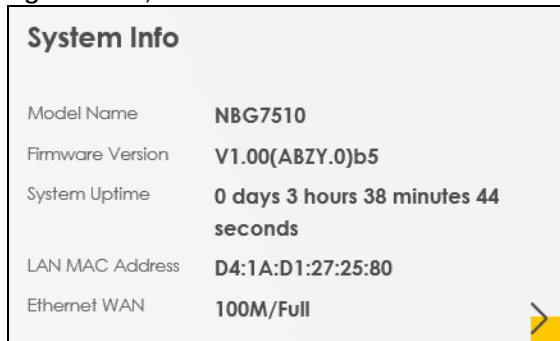 System Info
Model Name NBG7510
Firmware Version V1.00(ABZY.0)b5
System Uptime 0 days 3 hours 38 minutes 44
seconds
LAN MAC Address D4:1A:D1:27:25:80
Ethernet WAN 100M/Full